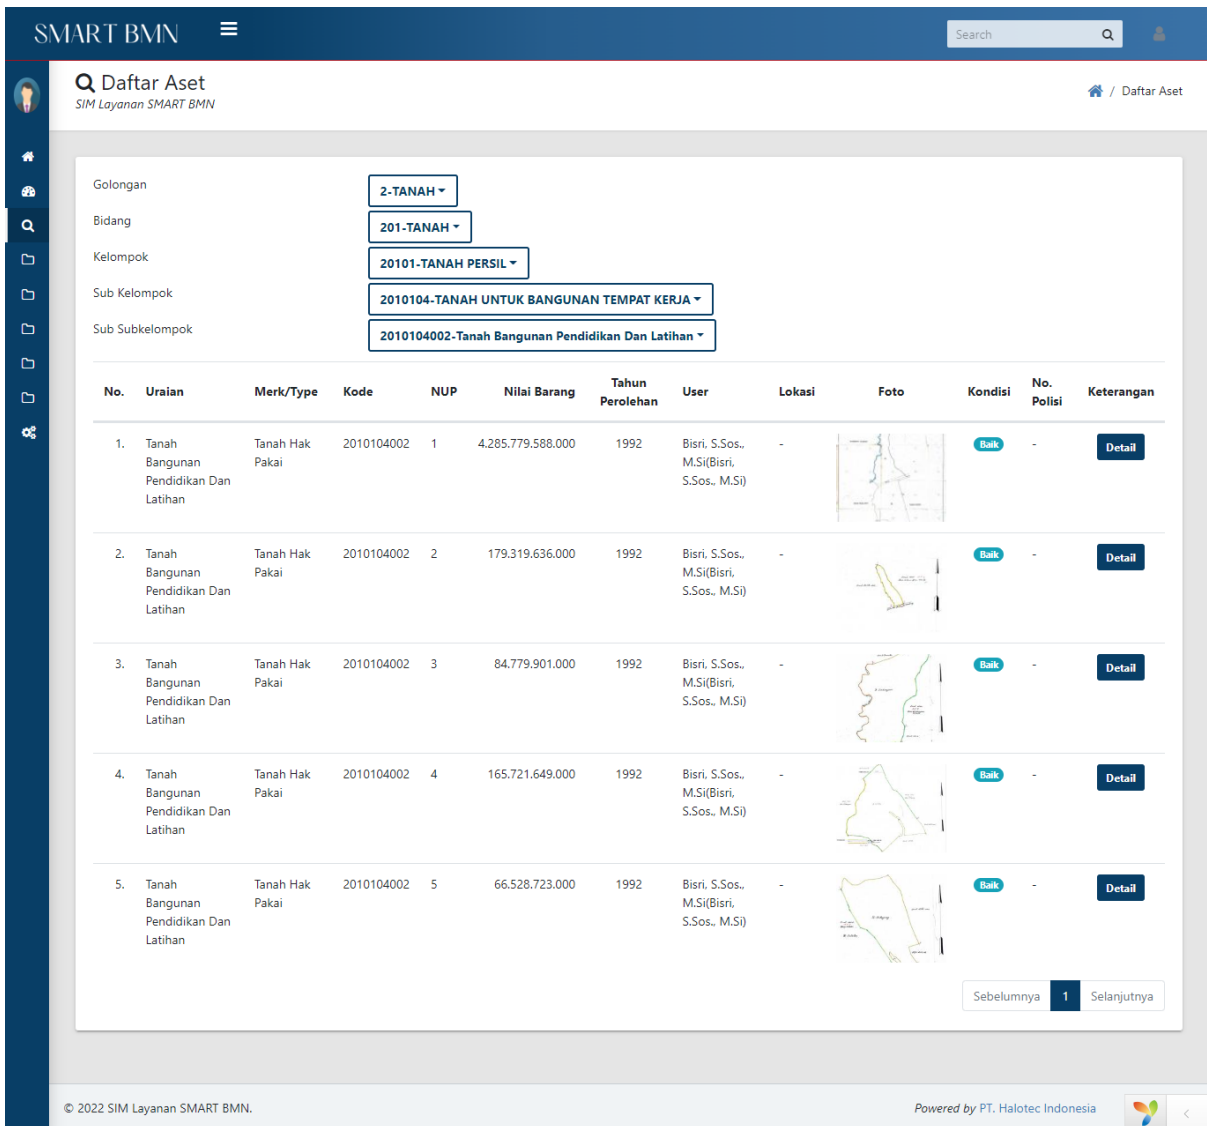 SMART BMN
Search
Daftar Aset
SIM Layanan SMART BMN
/ Daftar Aset
Golongan
2-TANAH
Bidang
201-TANAH
Kelompok
20101-TANAH PERSIL
Sub Kelompok
2010104-TANAH UNTUK BANGUNAN TEMPAT KERJA
Sub Subkelompok
2010104002-Tanah Bangunan Pendidikan Dan Latihan
No. Uraian Merk/Type Kode NUP Nilai Barang Tahun Perolehan User Lokasi Foto Kondisi No. Polisi Keterangan
1. Tanah Hak 2010104002 1 4.285.779.588.000 1992 Bisri, S.Sos., - Baik - Detail
Tanah Bangunan Pendidikan Dan Latihan
Pakai
M.Si(Bisri,
S.Sos., M.Si)
2. Tanah Hak 2010104002 2 179.319.636.000 1992 Bisri, S.Sos., - Baik - Detail
Tanah Bangunan Pendidikan Dan Latihan
Pakai
M.Si(Bisri,
S.Sos., M.Si)
3. Tanah Hak 2010104002 3 84.779.901.000 1992 Bisri, S.Sos., - Baik - Detail
Tanah Bangunan Pendidikan Dan Latihan
Pakai
M.Si(Bisri,
S.Sos., M.Si)
4. Tanah Hak 2010104002 4 165.721.649.000 1992 Bisri, S.Sos., - Baik - Detail
Tanah Bangunan Pendidikan Dan Latihan
Pakai
M.Si(Bisri,
S.Sos., M.Si)
5. Tanah Hak 2010104002 5 66.528.723.000 1992 Bisri, S.Sos., - Baik - Detail
Tanah Bangunan Pendidikan Dan Latihan
Pakai
M.Si(Bisri,
S.Sos., M.Si)
Sebelumnya 1 Selanjutnya
© 2022 SIM Layanan SMART BMN.
Powered by PT. Halotec Indonesia